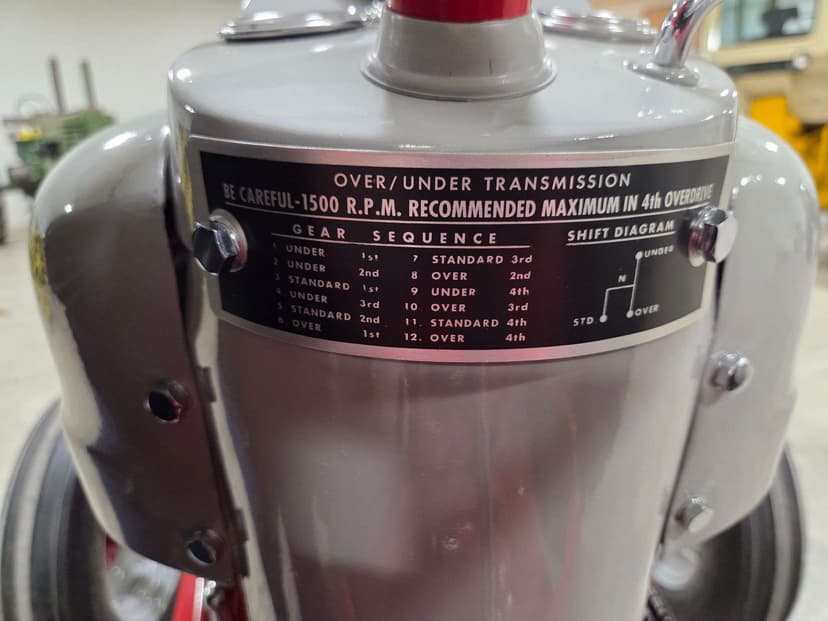 OVER/UNDER TRANSMISSION
BE CAREFUL-1500 R.P.M. RECOMMENDED MAXIMUM IN 4th OVERDRIVE
GEAR SEQUENCE
1 UNDER 1st
2 UNDER 2nd
3 STANDARD 1st
4 UNDER 3rd
5 STANDARD 2nd
6. OVER 1st
7 STANDARD 3rd
8 OVER 2nd
9 UNDER 4th
10 OVER 3rd
11. STANDARD 4th
12. OVER 4th
SHIFT DIAGRAM
UNDER
N
STD.
OVER